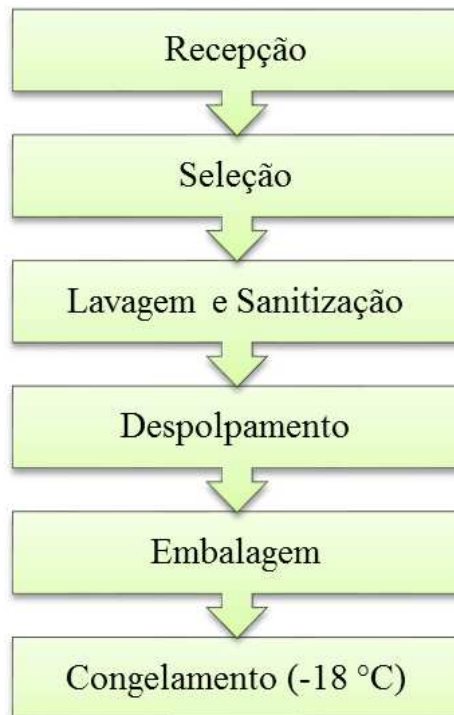 Recepção
Seleção
Lavagem e Sanitização
Despolpamento
Embalagem
Congelamento (-18 °C)